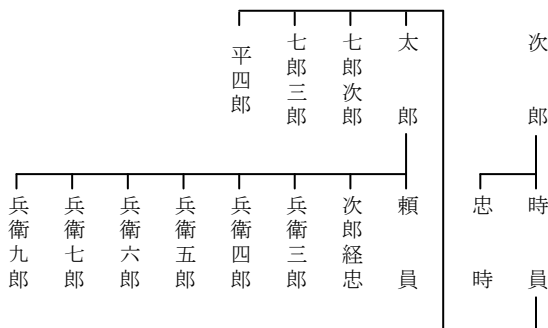 次郎
太郎
七郎次郎
七郎三郎
平四郎
時員
忠時
頼員
次郎経忠
兵衛三郎
兵衛四郎
兵衛五郎
兵衛六郎
兵衛七郎
兵衛九郎